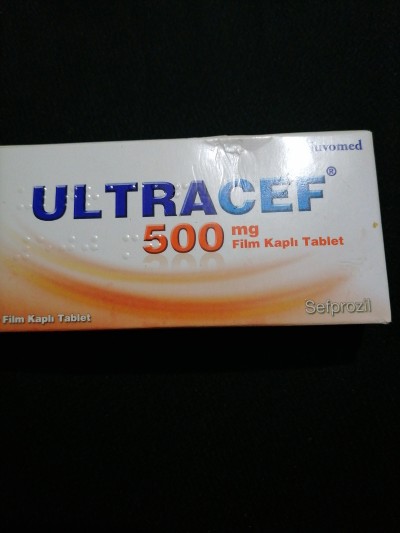 ULTRACEF®
500 mg
Film Kaplı Tablet
Sefprozil
Film Kaplı Tablet